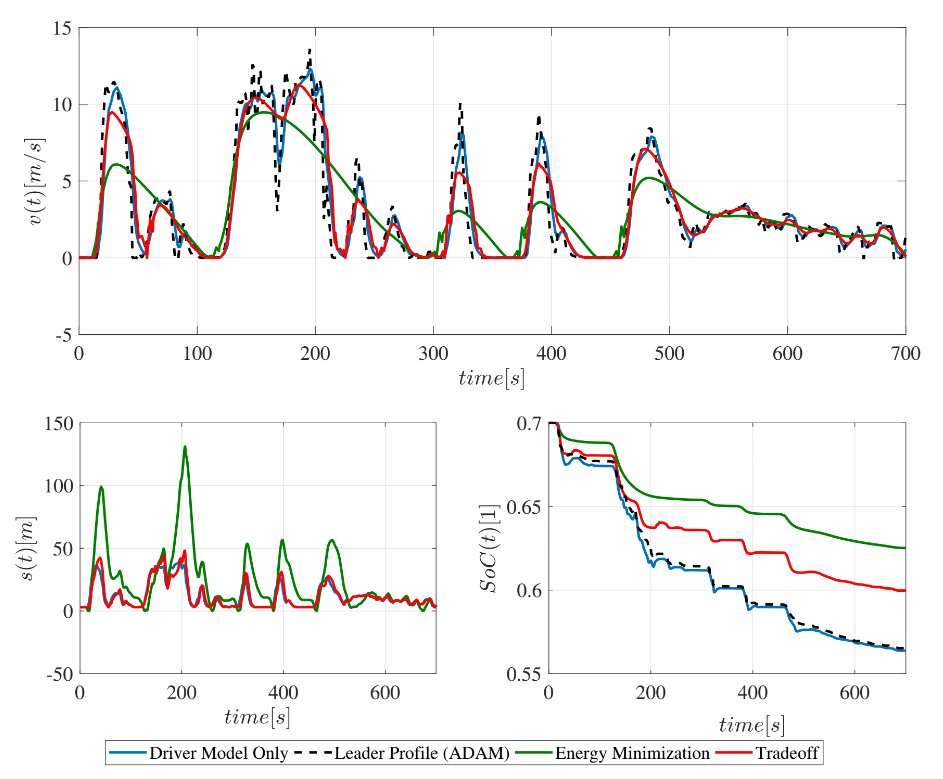 15
10
5
0
-5
v(t)[m/s]
0 100 200 300 400 500 600 700
time[s]
150
100
50
0
-50
s(t)[m]
0 200 400 600
time[s]
0.7
0.65
0.6
0.55
SoC(t)[1]
0 200 400 600
time[s]
Driver Model Only Leader Profile (ADAM) Energy Minimization Tradeoff